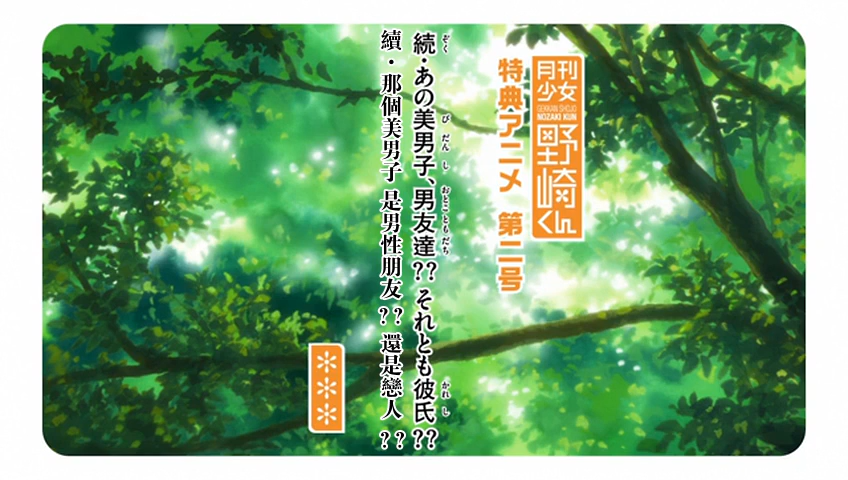 月刊
少女
GEKKAN SHOJO
NOZAKI KUN
野崎くん
特典アニメ 第二号
続・あの美男子、男友達?? それとも彼氏??
ぞく び だん し おとこともだち かれ し
續・那個美男子 是男性朋友?? 還是戀人??
***